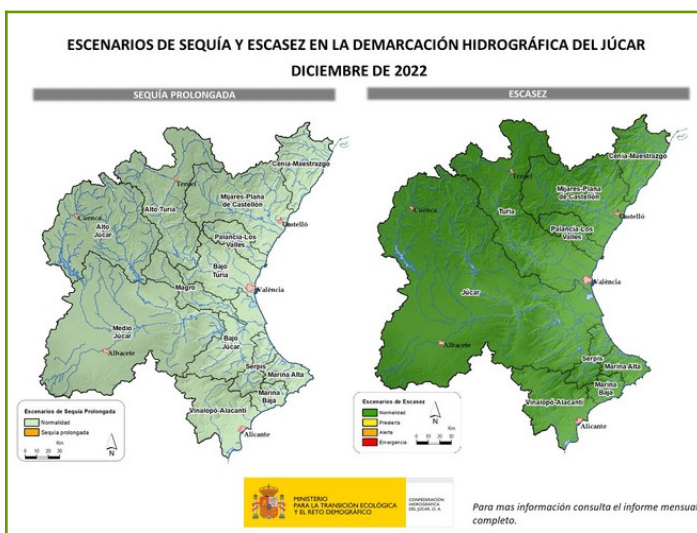 ESCENARIOS DE SEQUÍA Y ESCASEZ EN LA DEMARCACIÓN HIDROGRÁFICA DEL JÚCAR
DICIEMBRE DE 2022
SEQUÍA PROLONGADA
Cenia-Maestrazgo
Teruel
Mijares-Plana
de Castellón
Alto Turia
Cuenca
Castelló
Alto
Júcar
Palancia-Los
Valles
Bajo
Turia
Magro
València
Medio
Júcar
Bajo
Júcar
Albacete
Serpis
Marina Alta
Marina
Baja
Vinalopó-Alacantí
Alicante
Escenarios de Sequía Prolongada
Normalidad
Sequía prolongada
Km
0 10 20 30
N
ESCASEZ
Cenia-Maestrazgo
Teruel
Mijares-Plana
de Castellón
Cuenca
Turia
Castelló
Palancia-Los
Valles
València
Júcar
Albacete
Serpis
Marina Alta
Marina
Baja
Vinalopó-Alacantí
Alicante
Escenarios de Escasez
Normalidad
Prealerta
Alerta
Emergencia
Km
0 10 20 30
N
MINISTERIO
PARA LA TRANSICIÓN ECOLÓGICA
Y EL RETO DEMOGRÁFICO
CONFEDERACIÓN
HIDROGRÁFICA
DEL JÚCAR, O. A.
Para mas información consulta el informe mensual
completo.